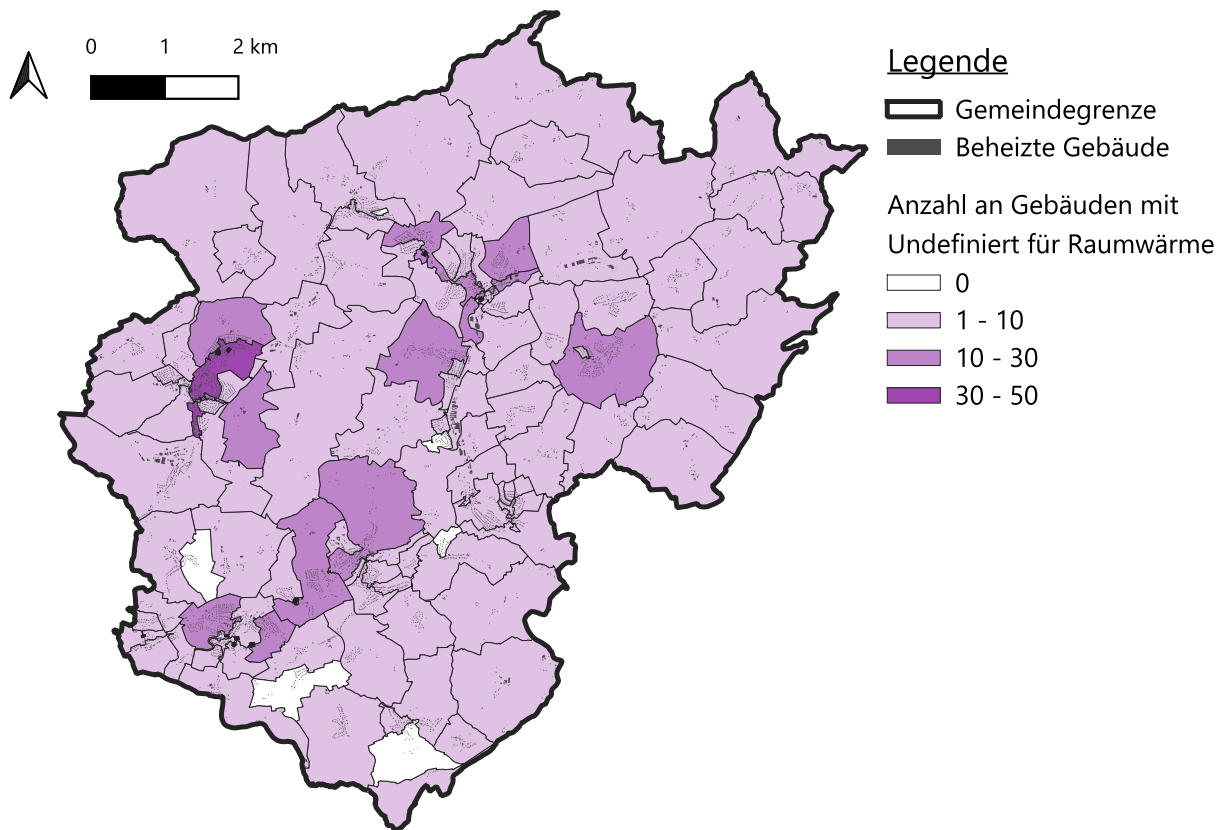 0 1 2 km
Legende
Gemeindegrenze
Beheizte Gebäude
Anzahl an Gebäuden mit
Undefiniert für Raumwärme
0
1 - 10
10 - 30
30 - 50